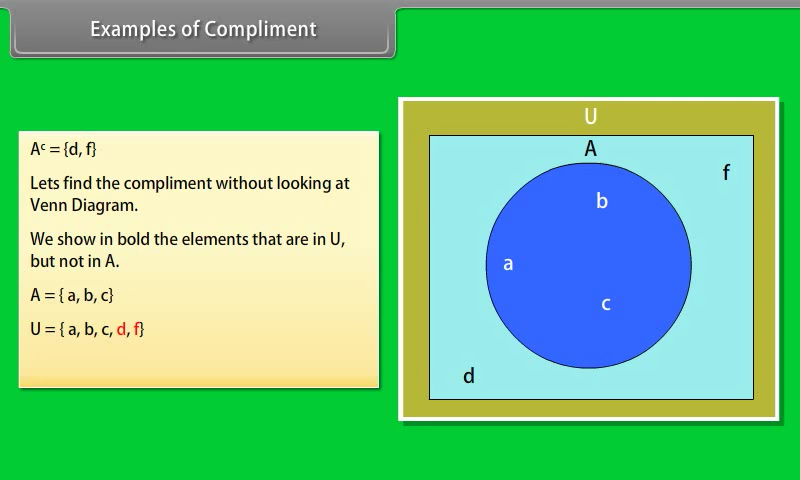 Examples of Compliment
Aᶜ = {d, f}
Lets find the compliment without looking at
Venn Diagram.
We show in bold the elements that are in U,
but not in A.
A = { a, b, c}
U = { a, b, c, d, f}
U
A
f
b
a
c
d